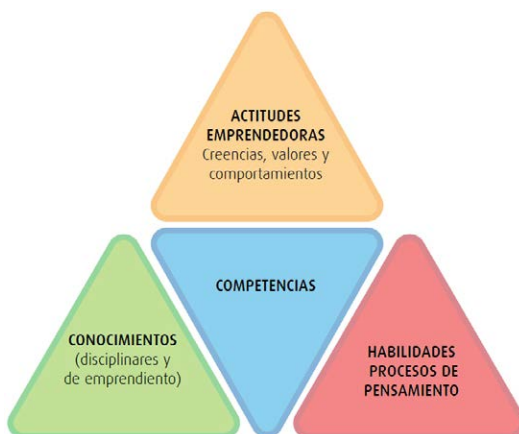 ACTITUDES
EMPRENDEDORAS
Creencias, valores y
comportamientos
COMPETENCIAS
CONOCIMIENTOS
(disciplinares y
de emprendiento)
HABILIDADES
PROCESOS DE
PENSAMIENTO